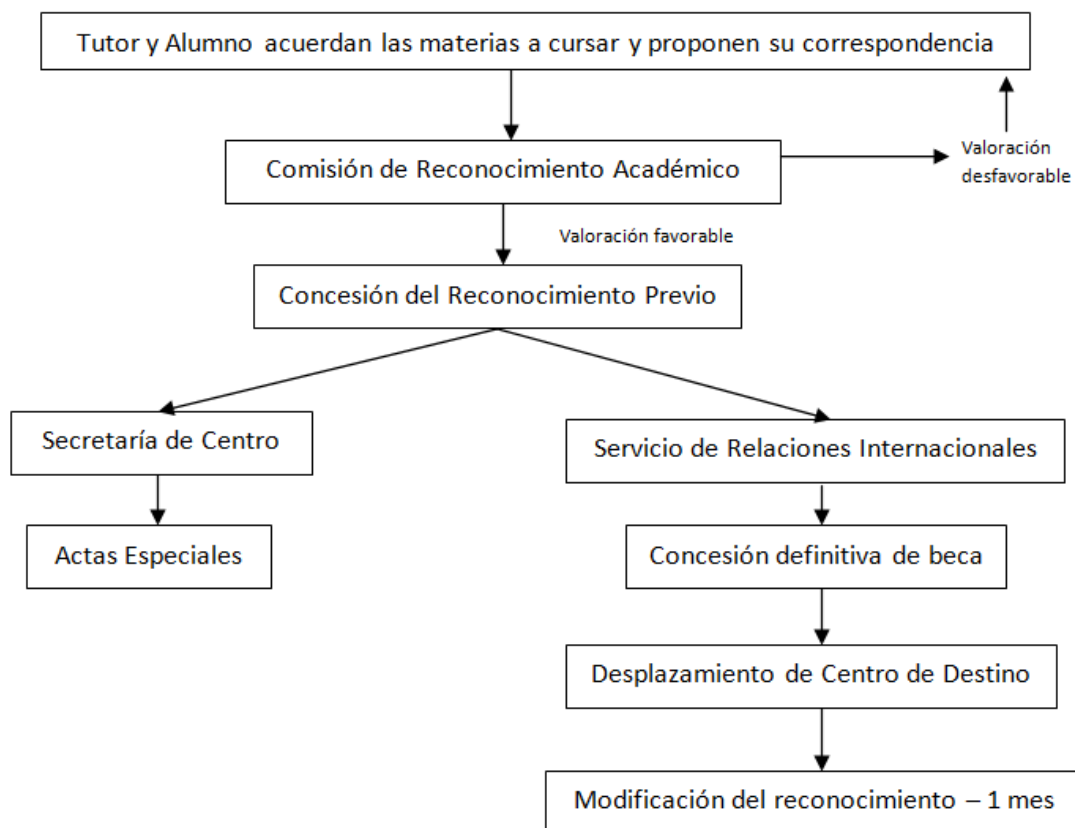 Tutor y Alumno acuerdan las materias a cursar y proponen su correspondencia
Comisión de Reconocimiento Académico
Valoración
desfavorable
Valoración favorable
Concesión del Reconocimiento Previo
Secretaría de Centro
Servicio de Relaciones Internacionales
Actas Especiales
Concesión definitiva de beca
Desplazamiento de Centro de Destino
Modificación del reconocimiento – 1 mes